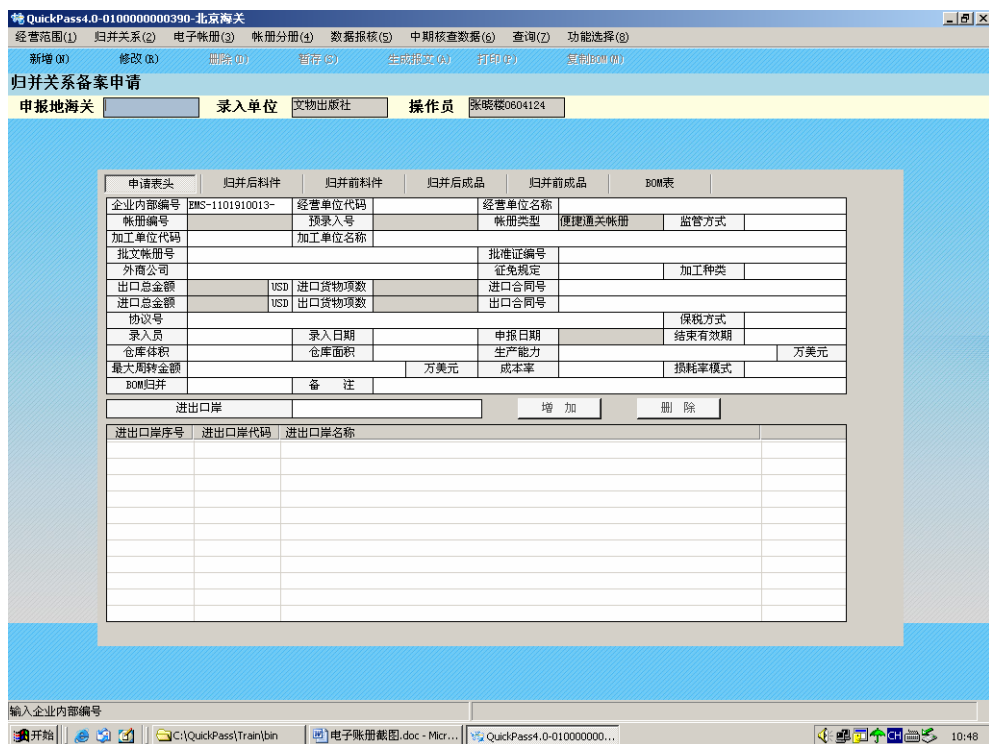 QuickPass4.0-0100000000390-北京海关
经营范围(1) 归并关系(2) 电子帐册(3) 帐册分册(4) 数据报核(5) 中期核查数据(6) 查询(7) 功能选择(8)
新增(N) 修改(R) 删除(D) 暂存(S) 生成报文(A) 打印(P) 复制BOM(M)
归并关系备案申请
申报地海关 录入单位 文物出版社 操作员 张晓楼0604124
申请表头 归并后料件 归并前料件 归并后成品 归并前成品 BOM表
企业内部编号 EMS-1101910013- 经营单位代码 经营单位名称
帐册编号 预录入号 帐册类型 便捷通关帐册 监管方式
加工单位代码 加工单位名称
批文帐册号 批准证编号
外商公司 征免规定 加工种类
出口总金额 USD 进口货物项数 进口合同号
进口总金额 USD 出口货物项数 出口合同号
协议号 保税方式
录入员 录入日期 申报日期 结束有效期
仓库体积 仓库面积 生产能力 万美元
最大周转金额 万美元 成本率 损耗率模式
BOM归并 备 注
进出口岸 增 加 删 除
进出口岸序号 进出口岸代码 进出口岸名称
输入企业内部编号
开始 C:\QuickPass\Train\bin 电子账册截图.doc - Micr... QuickPass4.0-010000000... CH 10:48